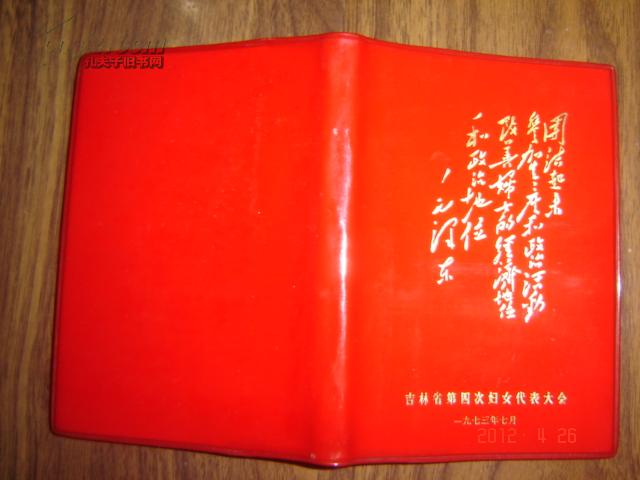 孔夫子旧书网
团结起来
参加生产和政治活动
改善妇女的经济地位
和政治地位
毛泽东
吉林省第四次妇女代表大会
一九七三年七月
2012 4 26